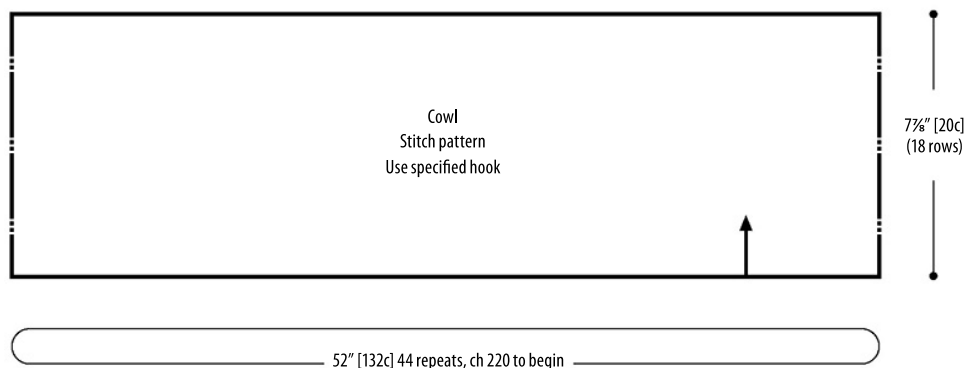 Cowl
Stitch pattern
Use specified hook
7⅞" [20c]
(18 rows)
52" [132c] 44 repeats, ch 220 to begin